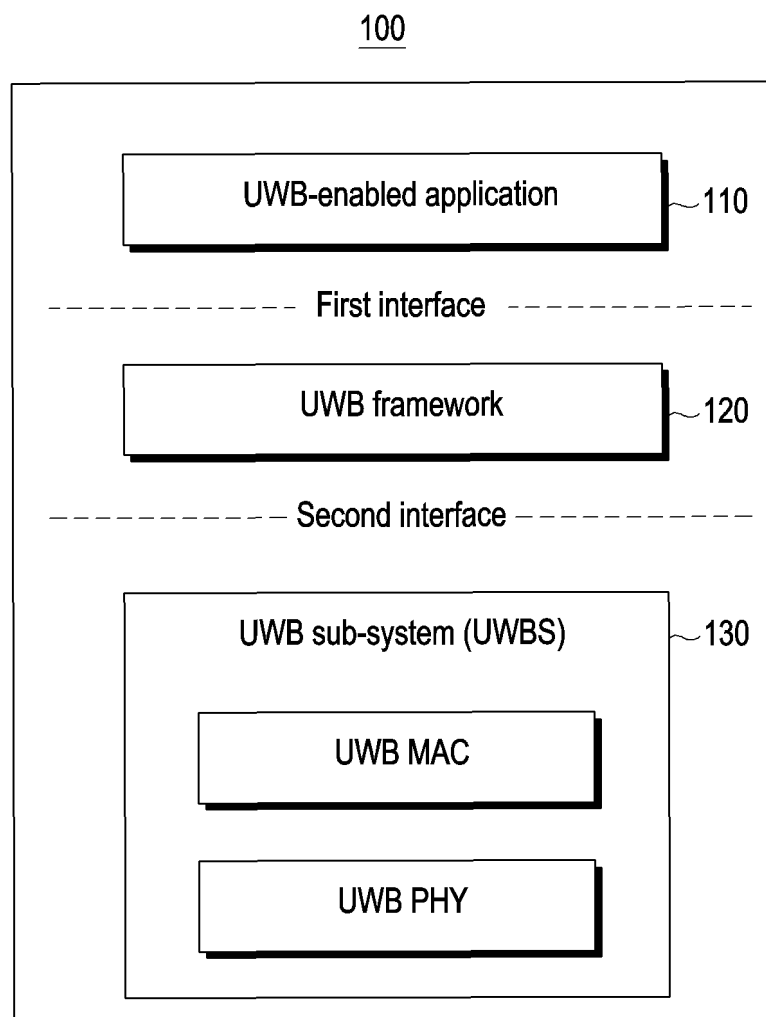 100
UWB-enabled application
110
First interface
UWB framework
120
Second interface
UWB sub-system (UWBS)
130
UWB MAC
UWB PHY